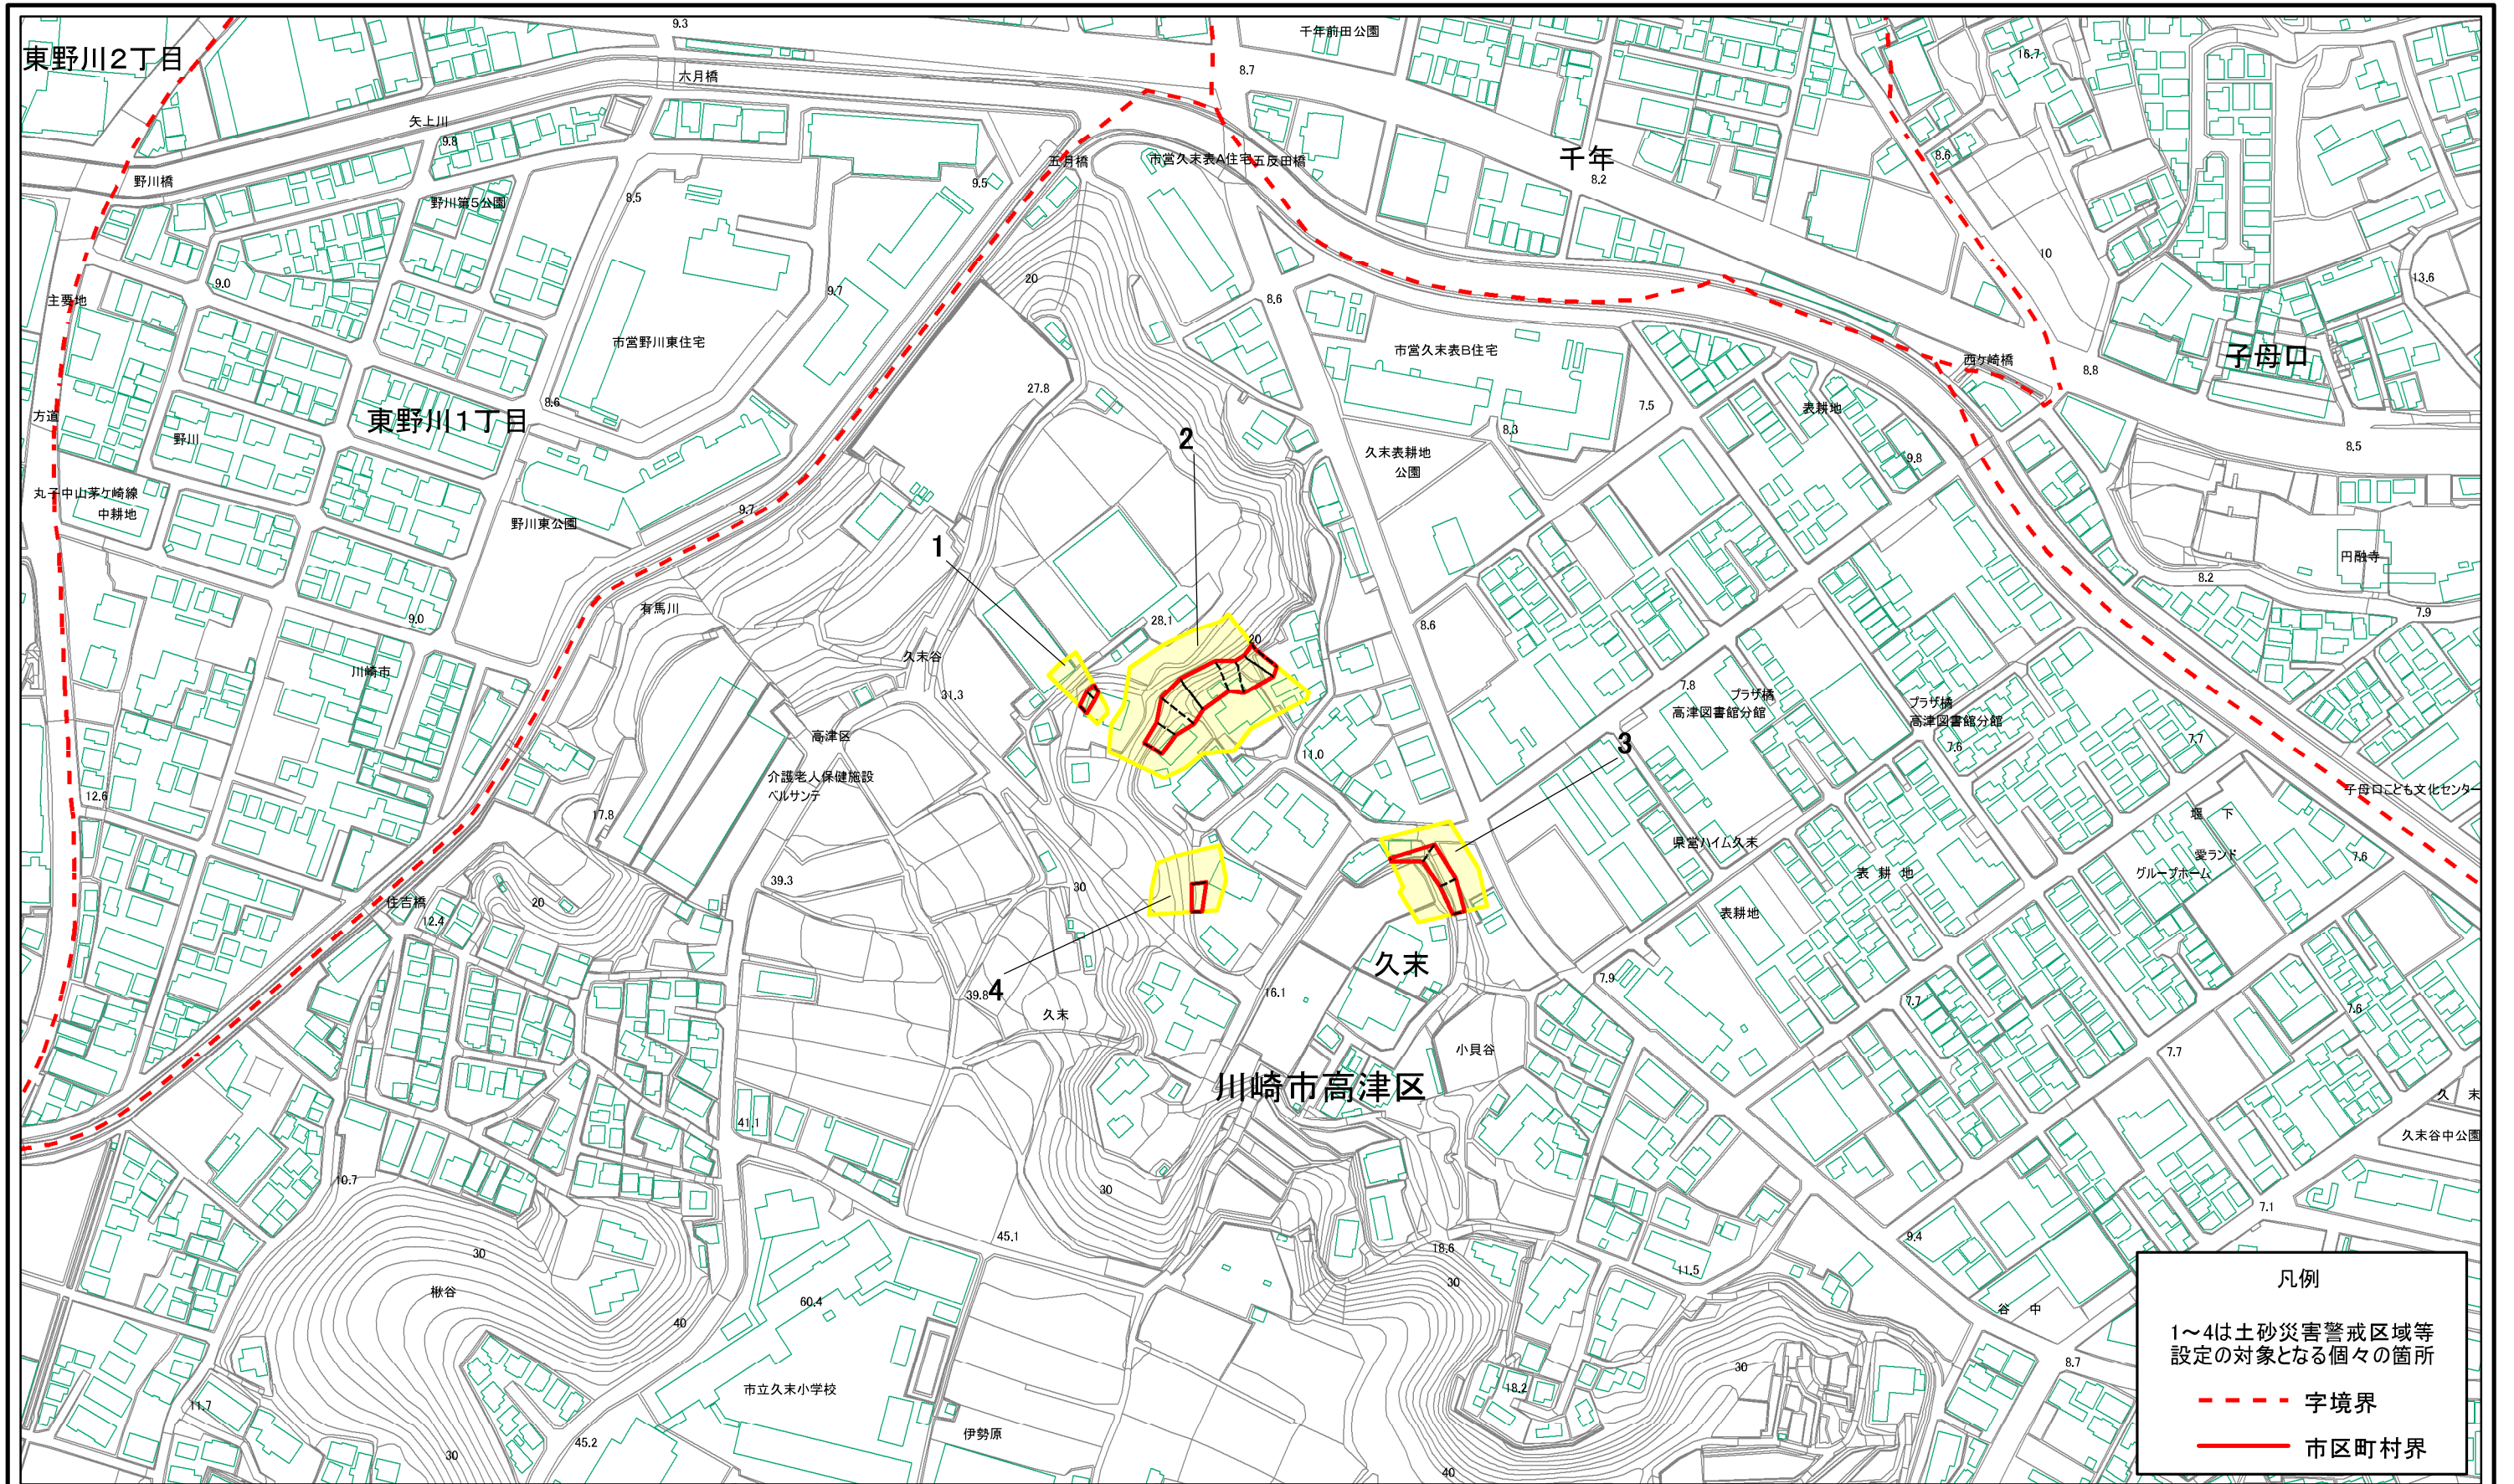 9.3
千年前田公園
東野川2丁目
六月橋
8.7
16.7
矢上川
9.8
五月橋
市営久末表A住宅
五反田橋
千年
8.2
8.6
野川橋
9.5
野川第5公園
8.5
10
9.0
主要地
20
9.7
8.6
13.6
市営野川東住宅
市営久末表B住宅
西ケ崎橋
子母口
8.8
27.8
8.6
方道
東野川1丁目
7.5
表耕地
野川
2
8.3
久末表耕地
公園
9.8
8.5
丸子中山茅ケ崎線
中耕地
野川東公園
9.7
1
円融寺
8.2
有馬川
9.0
28.1
8.6
7.9
20
久末谷
川崎市
31.3
7.8
プラザ橘
高津図書館分館
プラザ橘
高津図書館分館
高津区
11.0
3
7.6
7.7
介護老人保健施設
ベルサンテ
子母口こども文化センター
12.6
17.8
堰 下
県営ハイム久末
愛ランド
7.6
グループホーム
表 耕 地
39.3
30
住吉橋
12.4
20
表耕地
久末
39.8
4
16.1
7.9
7.7
7.6
久末
小貝谷
7.7
川崎市高津区
久 末
41.1
久末谷中公園
10.7
30
7.1
45.1
18.6
9.4
30
30
11.5
楸谷
60.4
谷 中
40
30
8.7
市立久末小学校
18.2
11.7
伊勢原
45.2
30
40
凡例
1～4は土砂災害警戒区域等
設定の対象となる個々の箇所
字境界
市区町村界